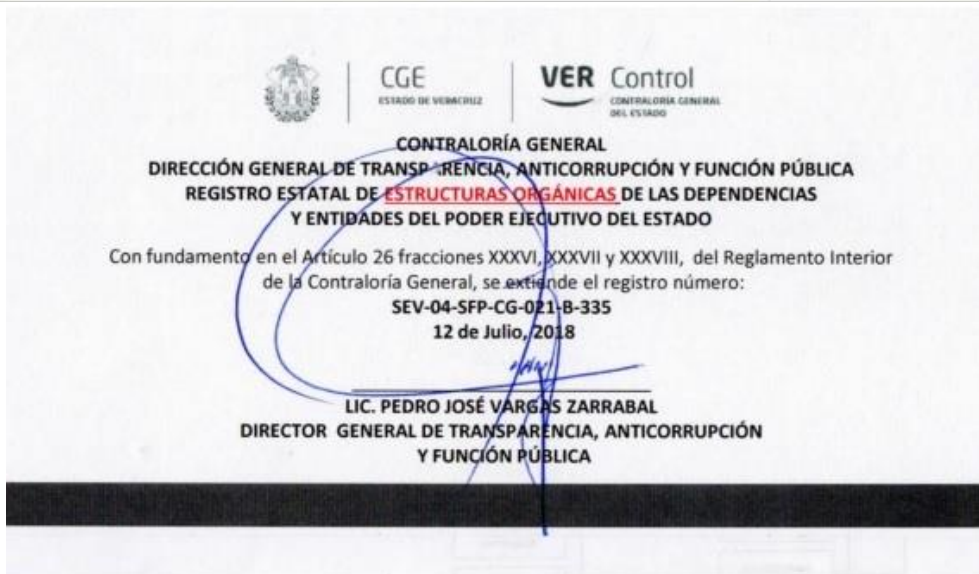 CGE
ESTADO DE VERACRUZ
VER Control
CONTRALORÍA GENERAL
DEL ESTADO
CONTRALORÍA GENERAL
DIRECCIÓN GENERAL DE TRANSPARENCIA, ANTICORRUPCIÓN Y FUNCIÓN PÚBLICA
REGISTRO ESTATAL DE ESTRUCTURAS ORGÁNICAS DE LAS DEPENDENCIAS
Y ENTIDADES DEL PODER EJECUTIVO DEL ESTADO
Con fundamento en el Artículo 26 fracciones XXXVI, XXXVII y XXXVIII, del Reglamento Interior
de la Contraloría General, se extiende el registro número:
SEV-04-SFP-CG-021-B-335
12 de Julio, 2018
LIC. PEDRO JOSÉ VARGAS ZARRABAL
DIRECTOR GENERAL DE TRANSPARENCIA, ANTICORRUPCIÓN
Y FUNCIÓN PÚBLICA